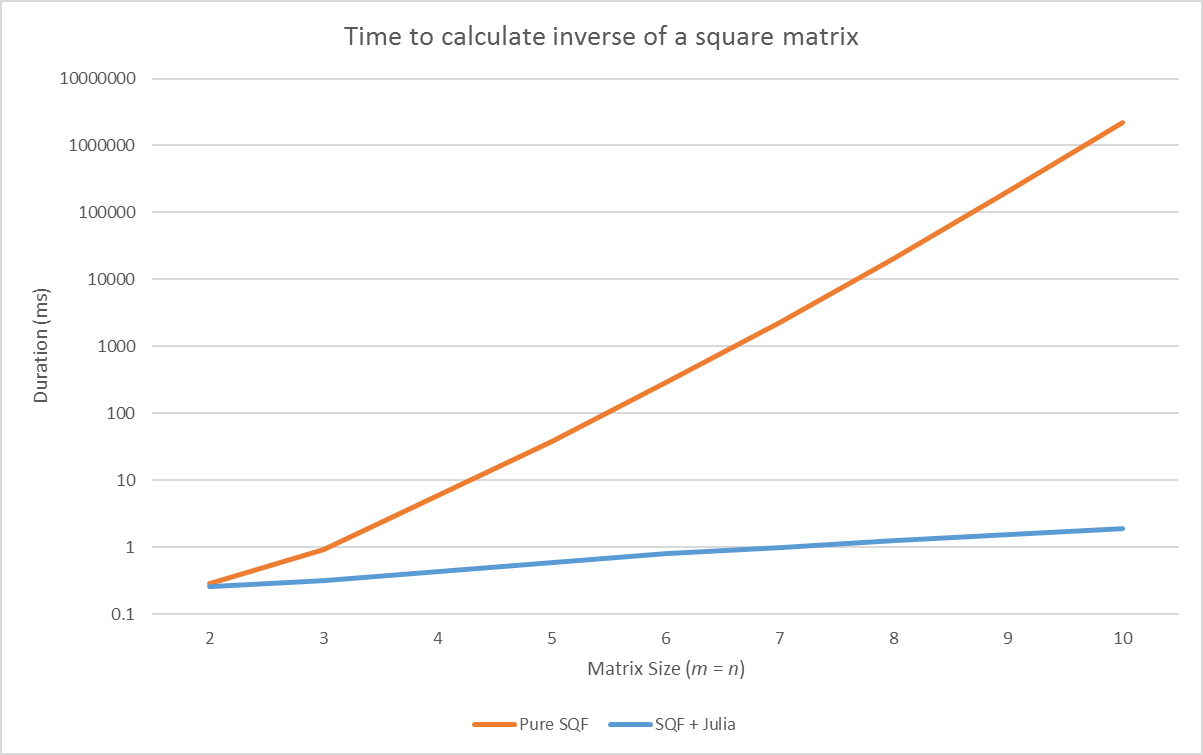 Time to calculate inverse of a square matrix
10000000
1000000
100000
10000
1000
100
10
1
0.1
Duration (ms)
2 3 4 5 6 7 8 9 10
Matrix Size (m = n)
Pure SQF SQF + Julia